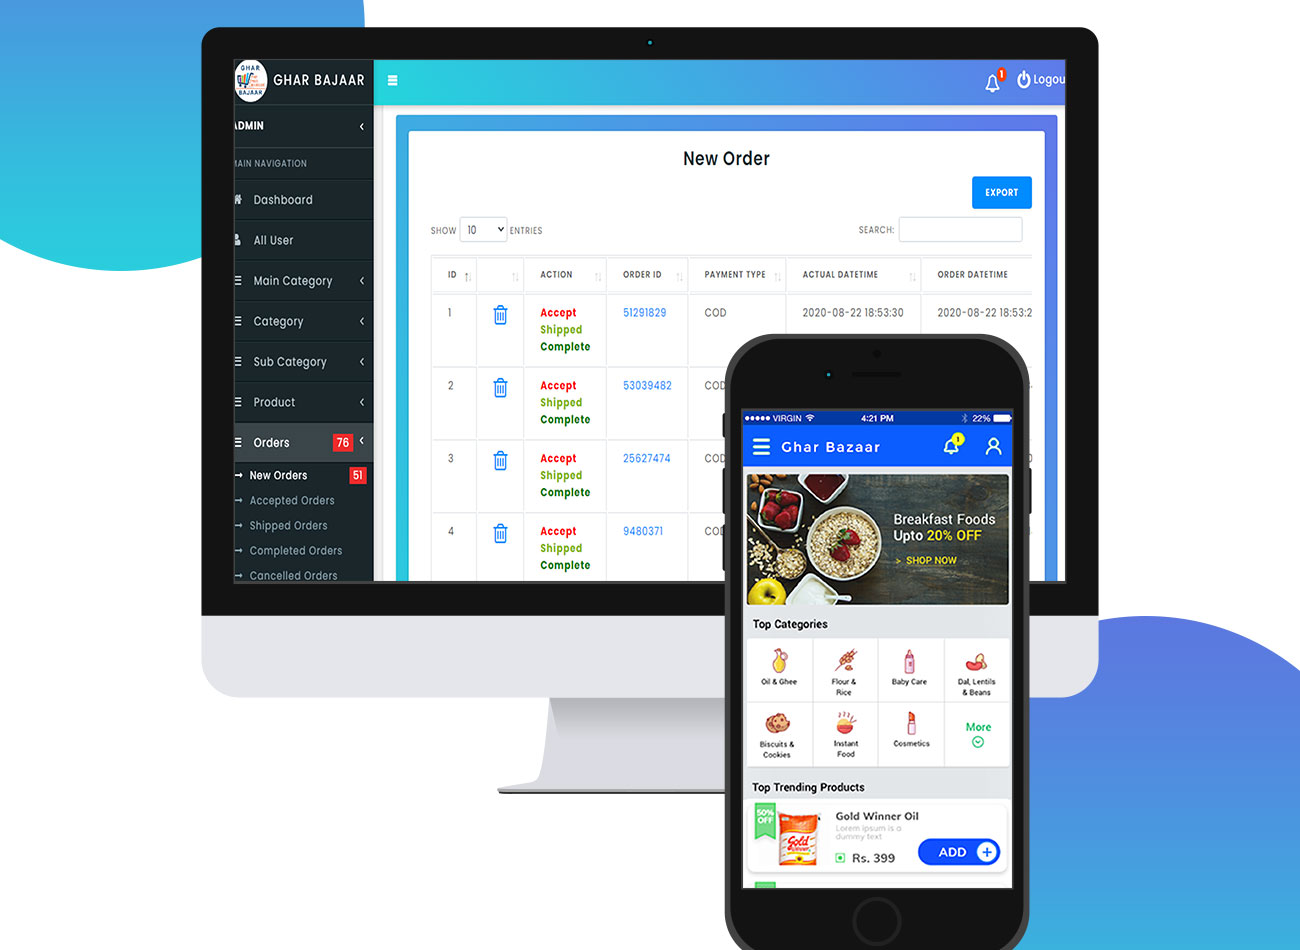 GHAR
BAJAAR
GHAR BAJAAR
1
Logou
ADMIN
MAIN NAVIGATION
Dashboard
All User
Main Category
Category
Sub Category
Product
Orders 76
New Orders 51
Accepted Orders
Shipped Orders
Completed Orders
Cancelled Orders
New Order
EXPORT
SHOW 10 ENTRIES
SEARCH:
ID ACTION ORDER ID PAYMENT TYPE ACTUAL DATETIME ORDER DATETIME
1 Accept 51291829 COD 2020-08-22 18:53:30 2020-08-22 18:53:2
Shipped
Complete
2 Accept 53039482 COD
Shipped
Complete
3 Accept 25627474 COD
Shipped
Complete
4 Accept 9480371 COD
Shipped
Complete
VIRGIN 4:21 PM 22%
Ghar Bazaar 1
Breakfast Foods
Upto 20% OFF
> SHOP NOW
Top Categories
Oil & Ghee
Flour &
Rice
Baby Care
Dal, Lentils
& Beans
Biscuits &
Cookies
Instant
Food
Cosmetics
More
Top Trending Products
50%
OFF
Gold Winner
Gold Winner Oil
Lorem ipsum is a
dummy text
Rs. 399
ADD +